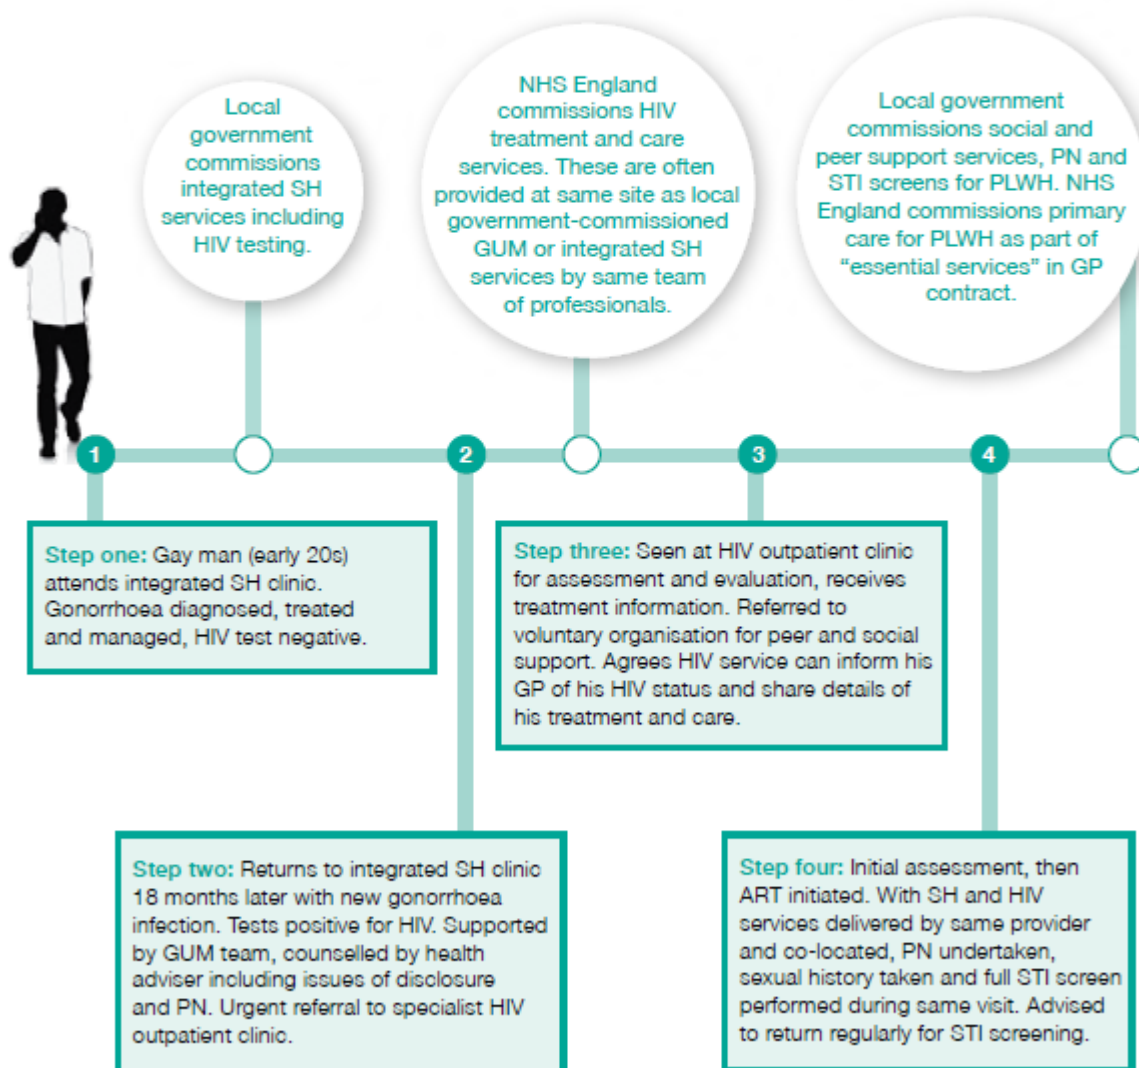 Local
government
commissions
integrated SH
services including
HIV testing.
NHS England
commissions HIV
treatment and care
services. These are often
provided at same site as local
government-commissioned
GUM or integrated SH
services by same team
of professionals.
Local government
commissions social and
peer support services, PN and
STI screens for PLWH. NHS
England commissions primary
care for PLWH as part of
“essential services” in GP
contract.
1
2
3
4
Step one: Gay man (early 20s)
attends integrated SH clinic.
Gonorrhoea diagnosed, treated
and managed, HIV test negative.
Step three: Seen at HIV outpatient clinic
for assessment and evaluation, receives
treatment information. Referred to
voluntary organisation for peer and social
support. Agrees HIV service can inform his
GP of his HIV status and share details of
his treatment and care.
Step two: Returns to integrated SH clinic
18 months later with new gonorrhoea
infection. Tests positive for HIV. Supported
by GUM team, counselled by health
adviser including issues of disclosure
and PN. Urgent referral to specialist HIV
outpatient clinic.
Step four: Initial assessment, then
ART initiated. With SH and HIV
services delivered by same provider
and co-located, PN undertaken,
sexual history taken and full STI screen
performed during same visit. Advised
to return regularly for STI screening.